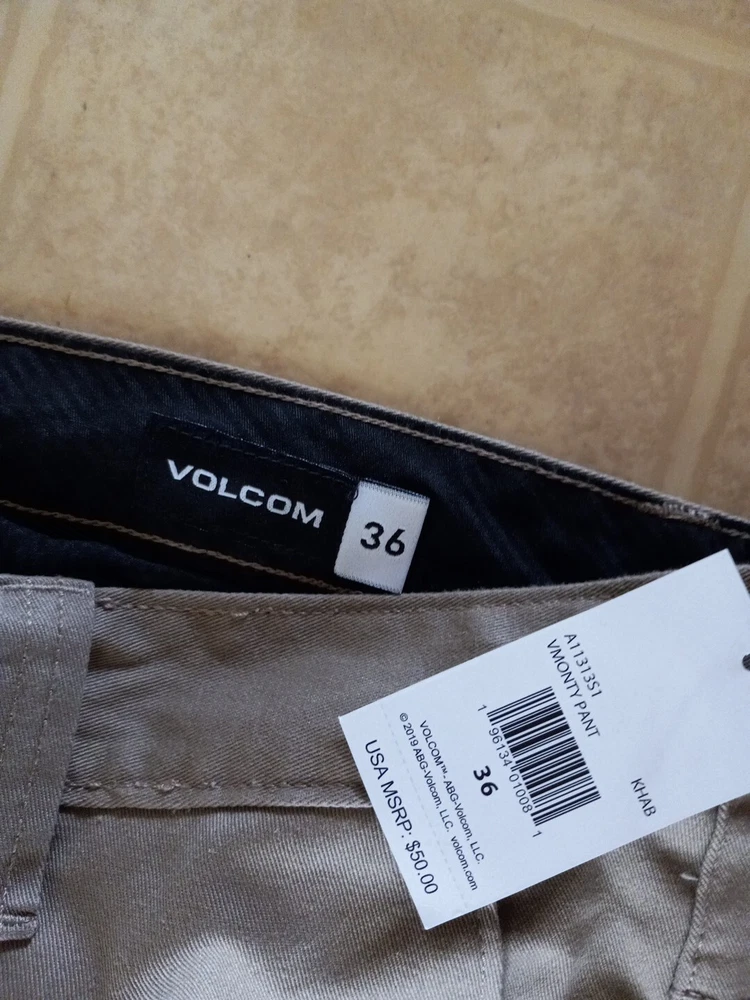 VOLCOM
36
A11313S1
VMONTY PANT
KHAB
1 96134 01008 1
36
VOLCOM™, ABG-Volcom, LLC.
© 2019 ABG-Volcom, LLC. volcom.com
USA MSRP: $50.00